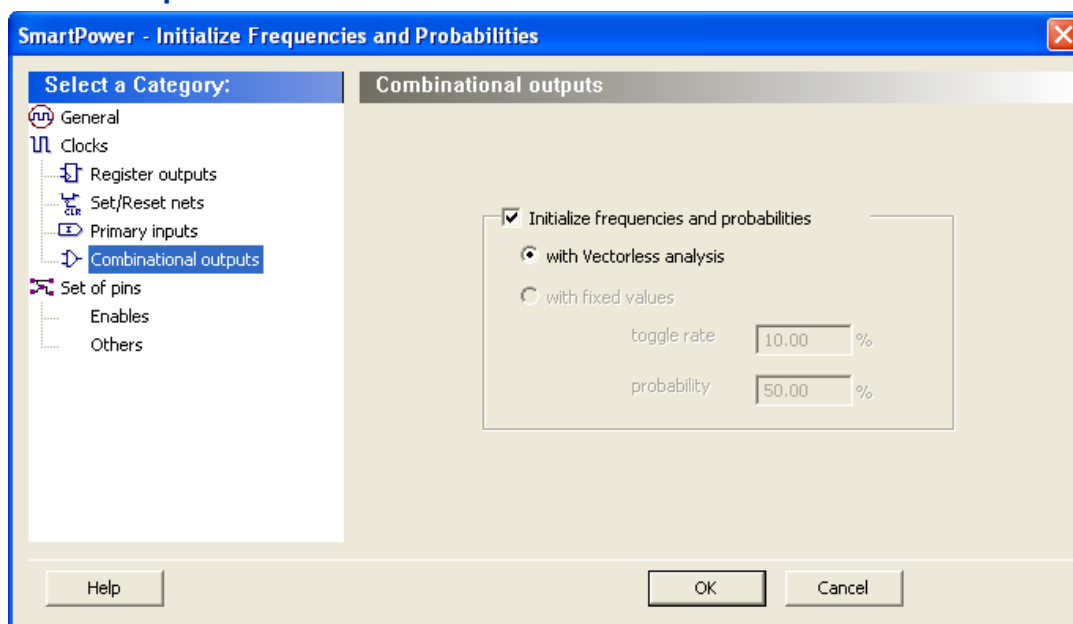 SmartPower - Initialize Frequencies and Probabilities
Select a Category:
Combinational outputs
General
Clocks
Register outputs
CLR
Set/Reset nets
Primary inputs
Combinational outputs
Set of pins
Enables
Others
Initialize frequencies and probabilities
with Vectorless analysis
with fixed values
toggle rate 10.00 %
probability 50.00 %
Help
OK
Cancel